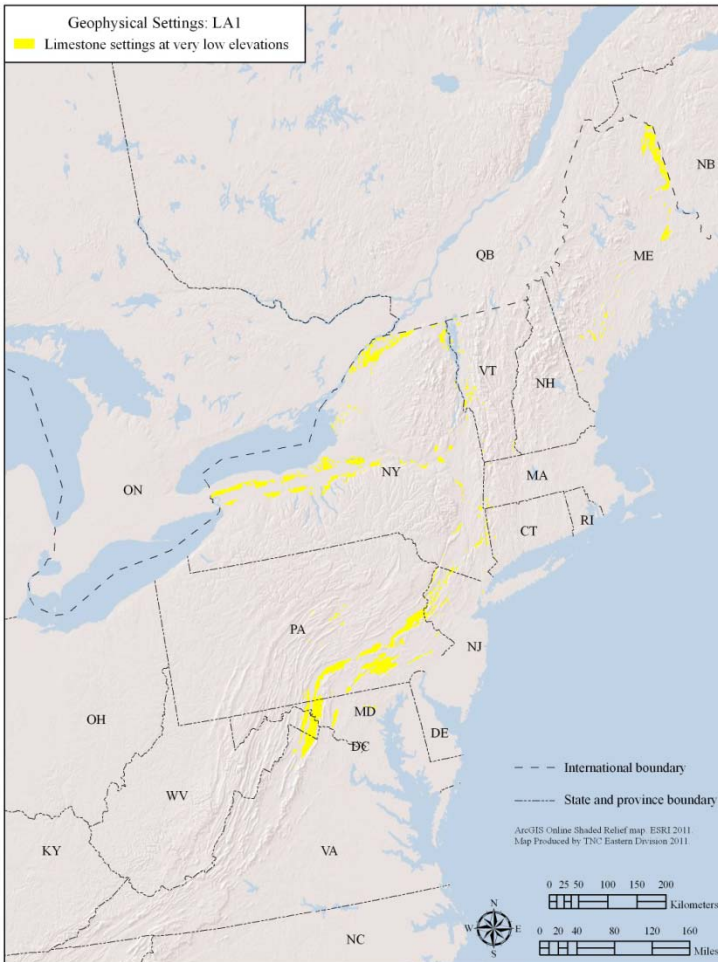 Geophysical Settings: LA1
Limestone settings at very low elevations
NB
QB
ME
VT
NH
ON
NY
MA
CT
RI
PA
NJ
OH
MD
DE
DC
WV
KY
VA
NC
International boundary
State and province boundary
ArcGIS Online Shaded Relief map. ESRI 2011
Map Produced by TNC Eastern Division 2011
0 25 50 100 150 200
Kilometers
N
W E
S
0 20 40 80 120 160
Miles